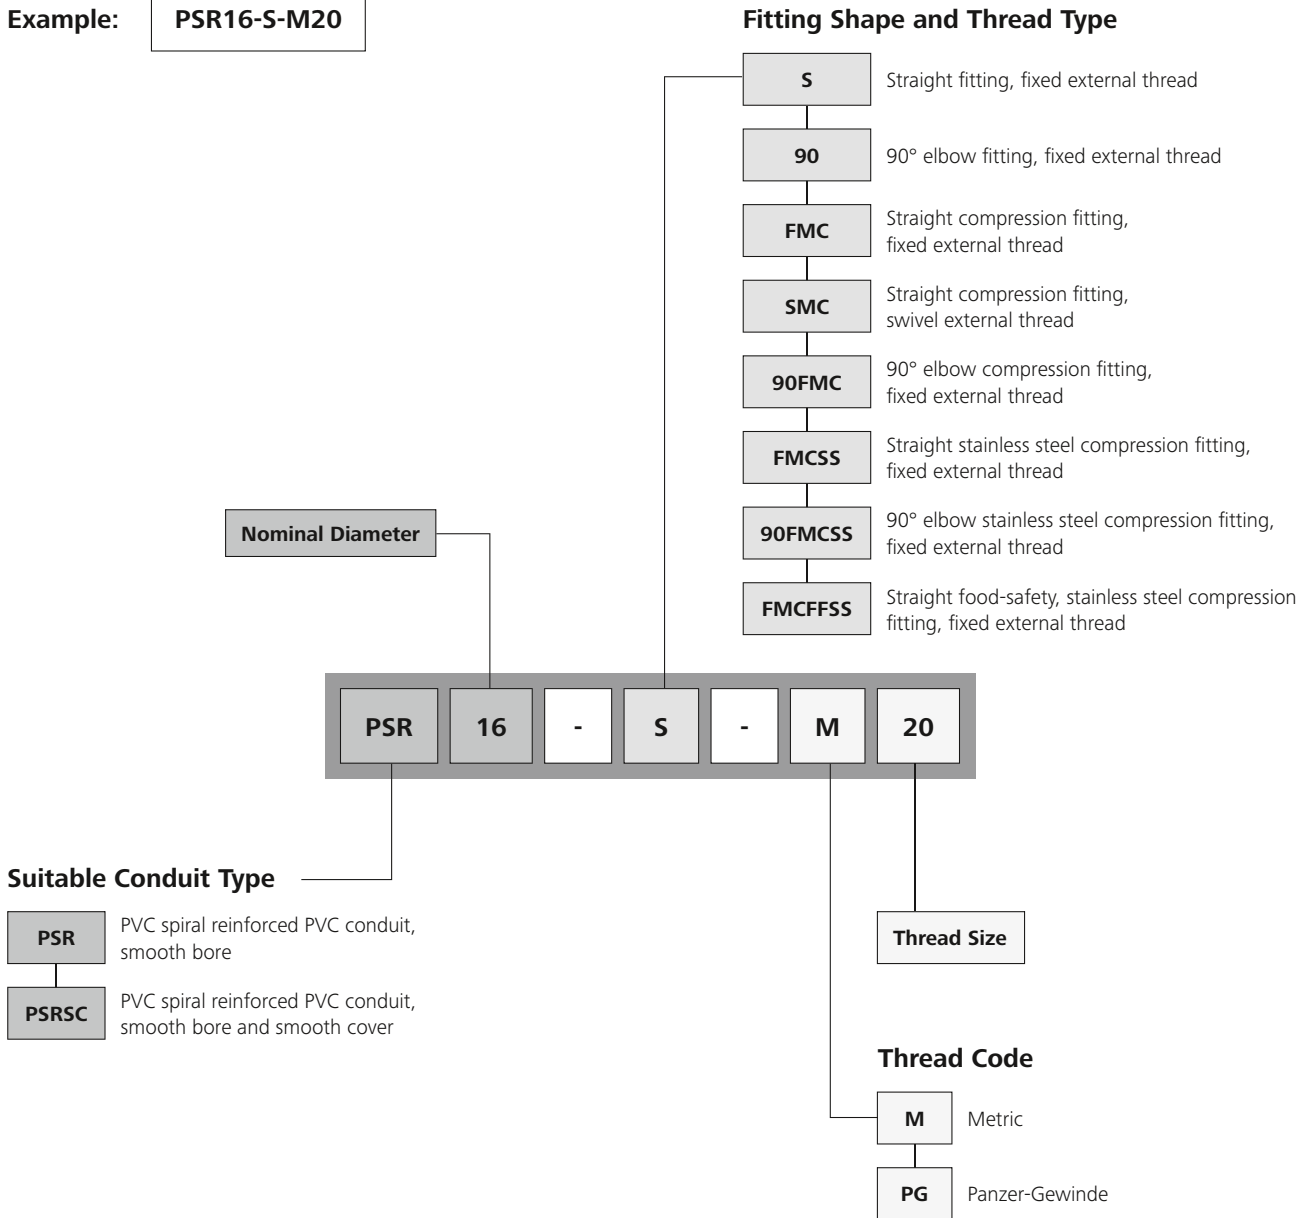 Example:
PSR16-S-M20
Fitting Shape and Thread Type
S
Straight fitting, fixed external thread
90
90° elbow fitting, fixed external thread
FMC
Straight compression fitting,
fixed external thread
SMC
Straight compression fitting,
swivel external thread
90FMC
90° elbow compression fitting,
fixed external thread
FMCSS
Straight stainless steel compression fitting,
fixed external thread
90FMCSS
90° elbow stainless steel compression fitting,
fixed external thread
FMCFFSS
Straight food-safety, stainless steel compression
fitting, fixed external thread
Nominal Diameter
PSR 16 - S - M 20
Suitable Conduit Type
PSR
PVC spiral reinforced PVC conduit,
smooth bore
PSRSC
PVC spiral reinforced PVC conduit,
smooth bore and smooth cover
Thread Size
Thread Code
M
Metric
PG
Panzer-Gewinde